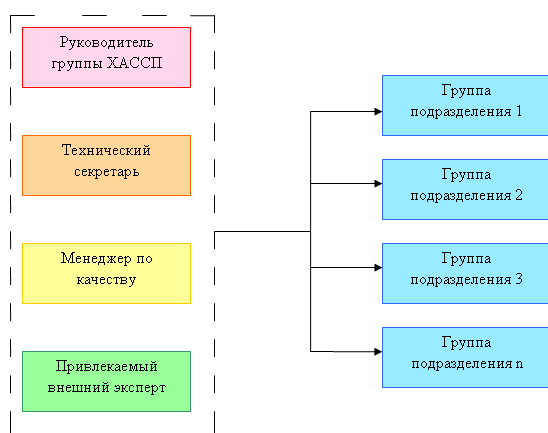 Руководитель
группы ХАССП
Технический
секретарь
Менеджер по
качеству
Привлекаемый
внешний эксперт
Группа
подразделения 1
Группа
подразделения 2
Группа
подразделения 3
Группа
подразделения n